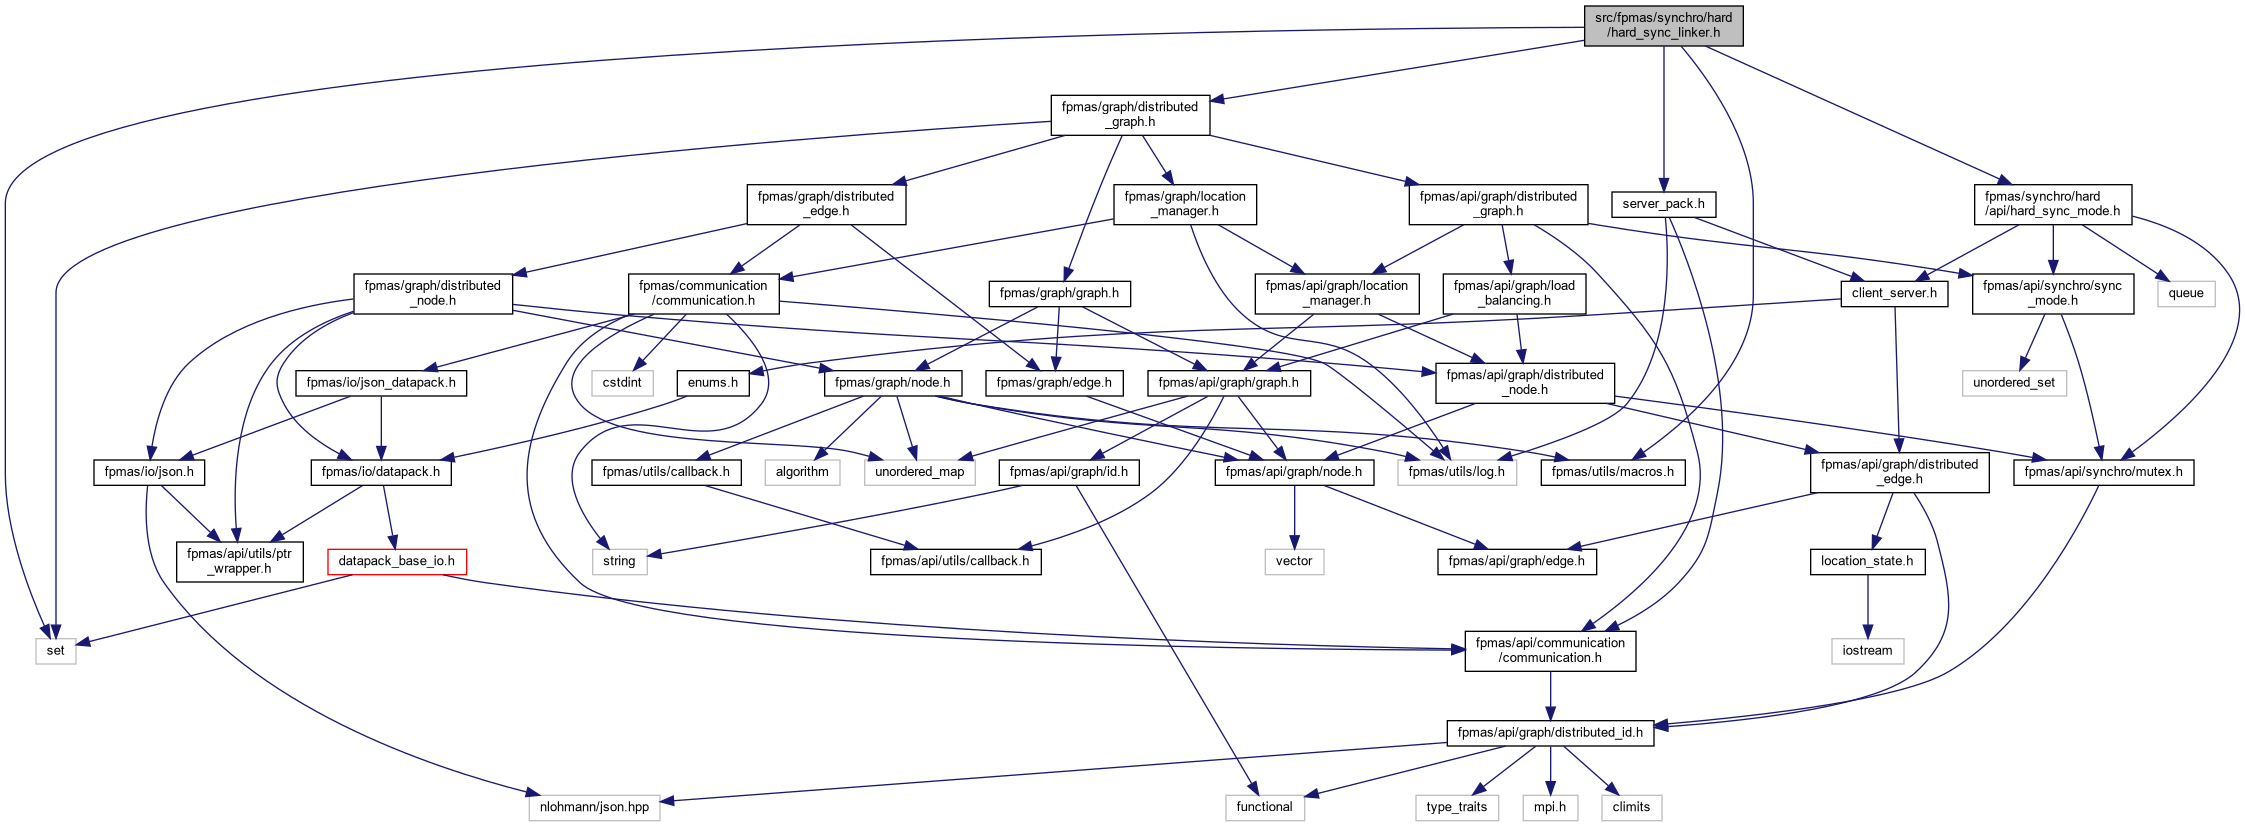 src/fpmas/synchro/hard
/hard_sync_linker.h
fpmas/graph/distributed
_graph.h
fpmas/graph/distributed
_edge.h
fpmas/graph/location
_manager.h
fpmas/api/graph/distributed
_graph.h
server_pack.h
fpmas/synchro/hard
/api/hard_sync_mode.h
fpmas/graph/distributed
_node.h
fpmas/communication
/communication.h
fpmas/graph/graph.h
fpmas/api/graph/location
_manager.h
fpmas/api/graph/load
_balancing.h
client_server.h
fpmas/api/synchro/sync
_mode.h
queue
fpmas/io/json_datapack.h
cstdint
enums.h
fpmas/graph/node.h
fpmas/graph/edge.h
fpmas/api/graph/graph.h
fpmas/api/graph/distributed
_node.h
unordered_set
fpmas/io/json.h
fpmas/io/datapack.h
fpmas/utils/callback.h
algorithm
unordered_map
fpmas/api/graph/id.h
fpmas/api/graph/node.h
fpmas/utils/log.h
fpmas/utils/macros.h
fpmas/api/graph/distributed
_edge.h
fpmas/api/synchro/mutex.h
fpmas/api/utils/ptr
_wrapper.h
datapack_base_io.h
string
fpmas/api/utils/callback.h
vector
fpmas/api/graph/edge.h
location_state.h
set
fpmas/api/communication
/communication.h
iostream
fpmas/api/graph/distributed_id.h
nlohmann/json.hpp
functional
type_traits
mpi.h
climits